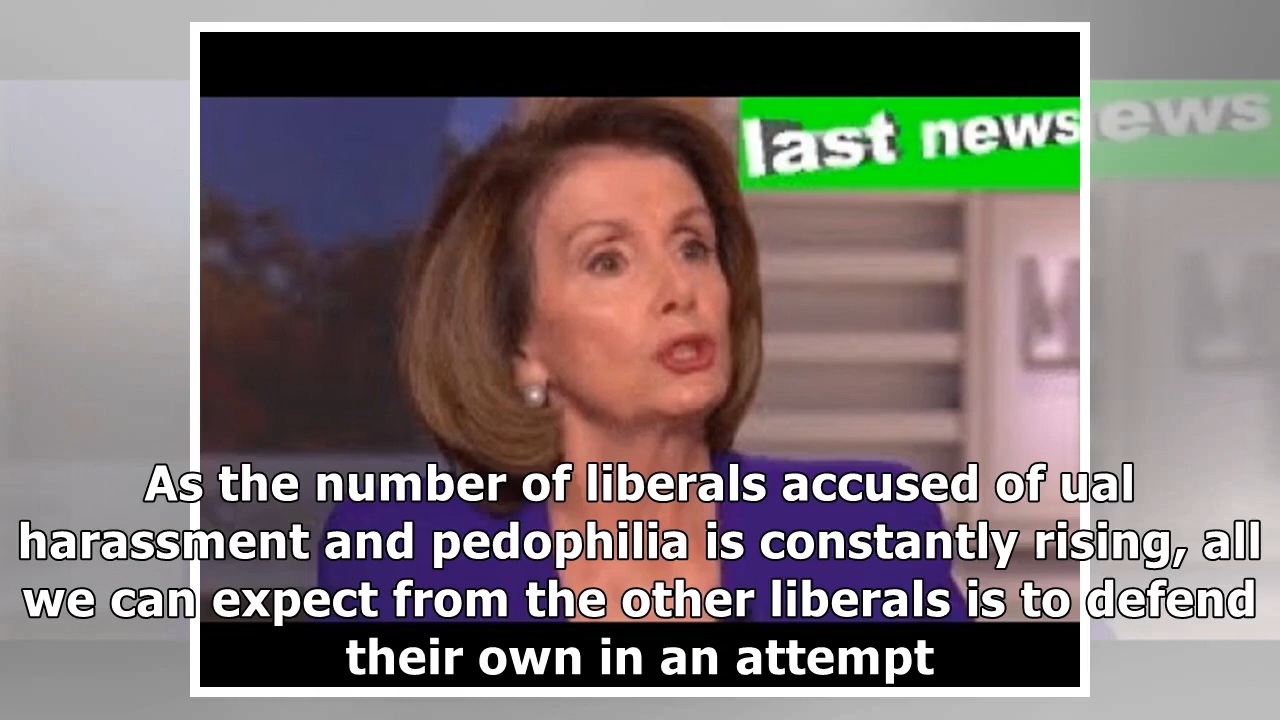 last news
ews
As the number of liberals accused of ual
harassment and pedophilia is constantly rising, all
we can expect from the other liberals is to defend
their own in an attempt